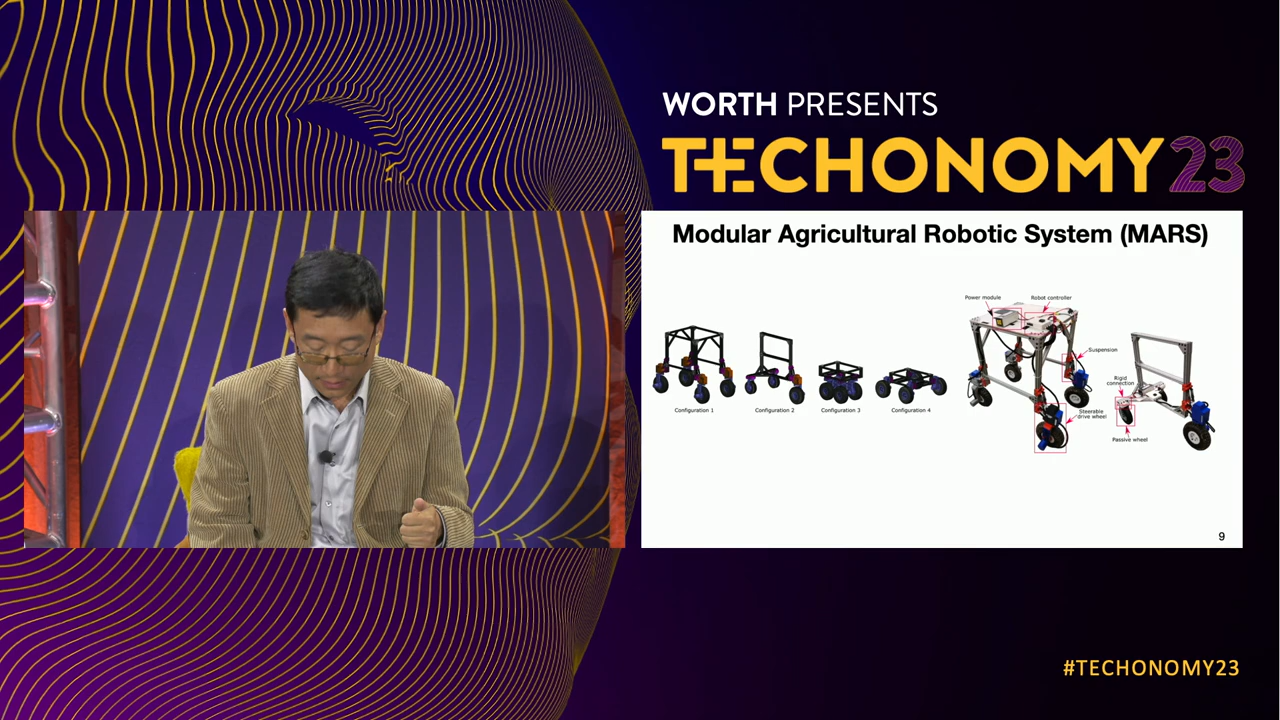 WORTH PRESENTS
TECHONOMY23
Modular Agricultural Robotic System (MARS)
Power module
Robot controller
Suspension
Rigid
connection
Steerable
drive wheel
Passive wheel
Configuration 1
Configuration 2
Configuration 3
Configuration 4
9
#TECHONOMY23